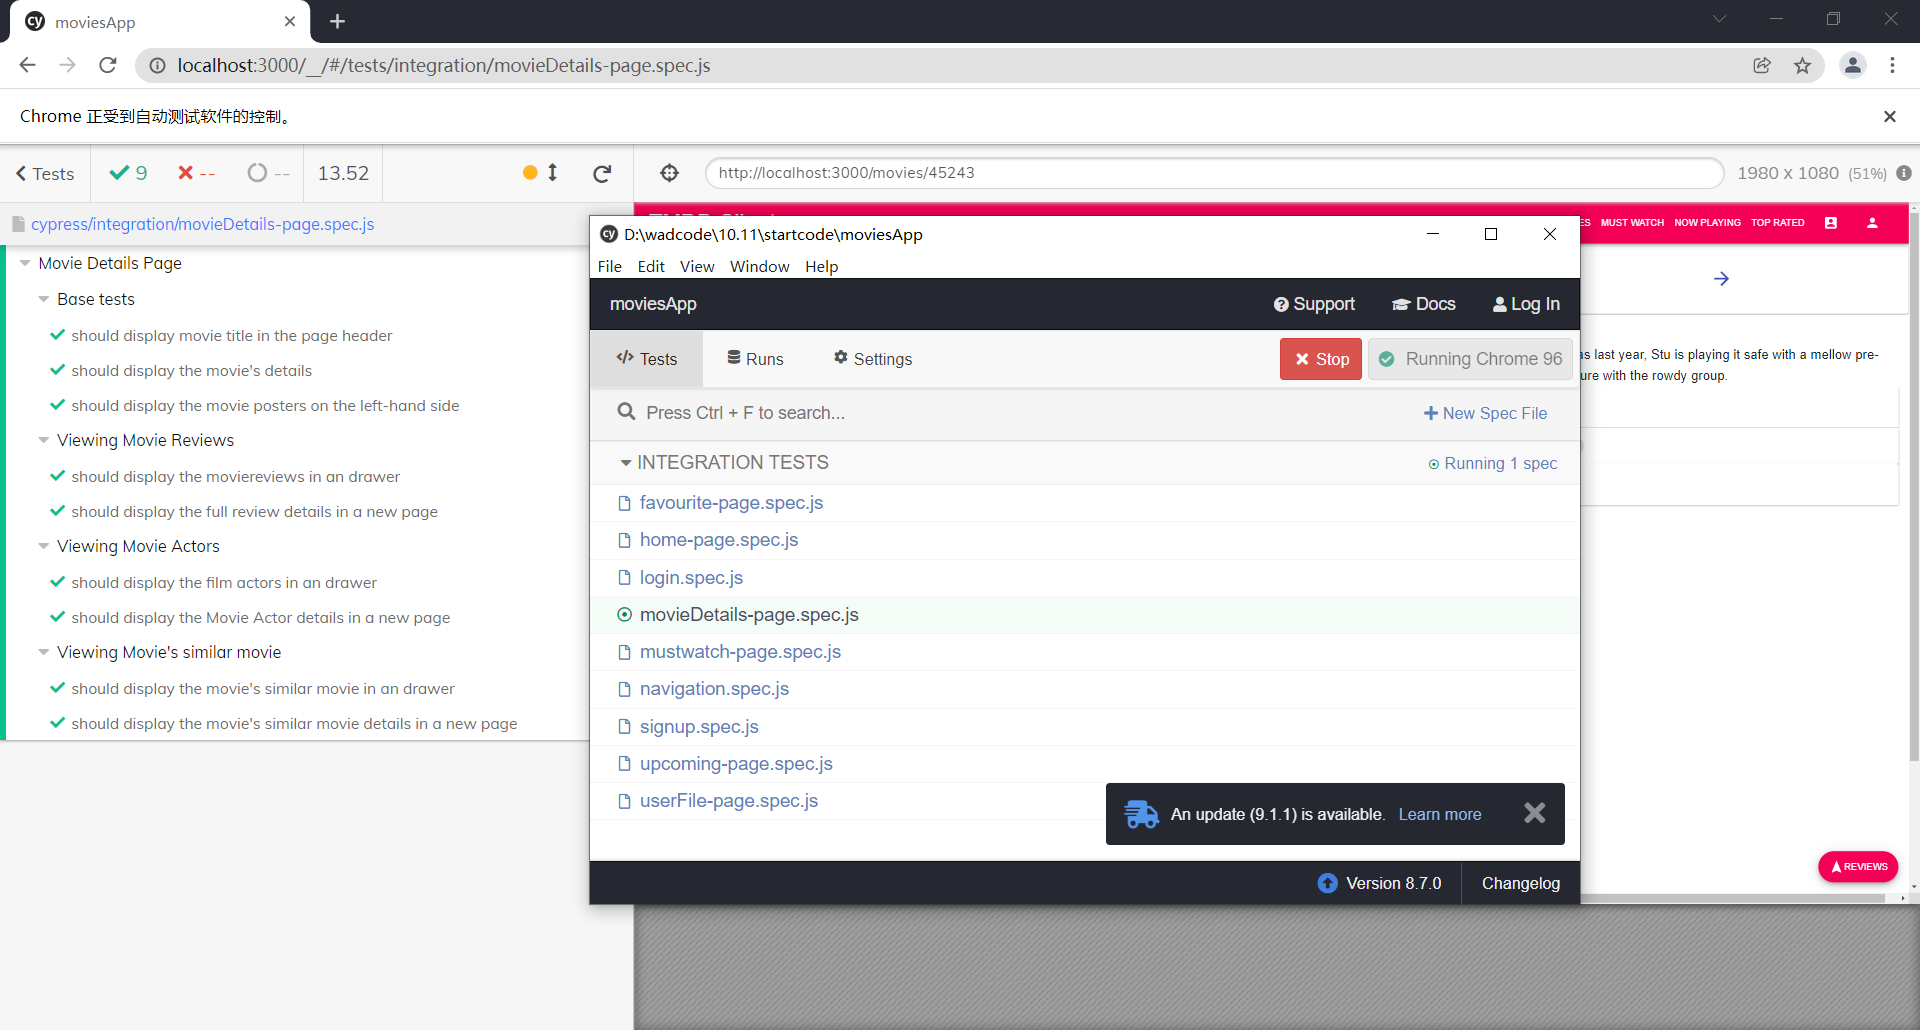 moviesApp
localhost:3000/__/#/tests/integration/movieDetails-page.spec.js
Chrome 正受到自动测试软件的控制。
Tests 9 -- -- 13.52
http://localhost:3000/movies/45243 1980 x 1080 (51%)
cypress/integration/movieDetails-page.spec.js
Movie Details Page
Base tests
should display movie title in the page header
should display the movie's details
should display the movie posters on the left-hand side
Viewing Movie Reviews
should display the moviereviews in an drawer
should display the full review details in a new page
Viewing Movie Actors
should display the film actors in an drawer
should display the Movie Actor details in a new page
Viewing Movie's similar movie
should display the movie's similar movie in an drawer
should display the movie's similar movie details in a new page
D:\wadcode\10.11\startcode\moviesApp
File Edit View Window Help
moviesApp Support Docs Log In
Tests Runs Settings Stop Running Chrome 96
Press Ctrl + F to search... New Spec File
INTEGRATION TESTS Running 1 spec
favourite-page.spec.js
home-page.spec.js
login.spec.js
movieDetails-page.spec.js
mustwatch-page.spec.js
navigation.spec.js
signup.spec.js
upcoming-page.spec.js
userFile-page.spec.js
An update (9.1.1) is available. Learn more
Version 8.7.0 Changelog
ES MUST WATCH NOW PLAYING TOP RATED
as last year, Stu is playing it safe with a mellow pre-
ure with the rowdy group.
REVIEWS